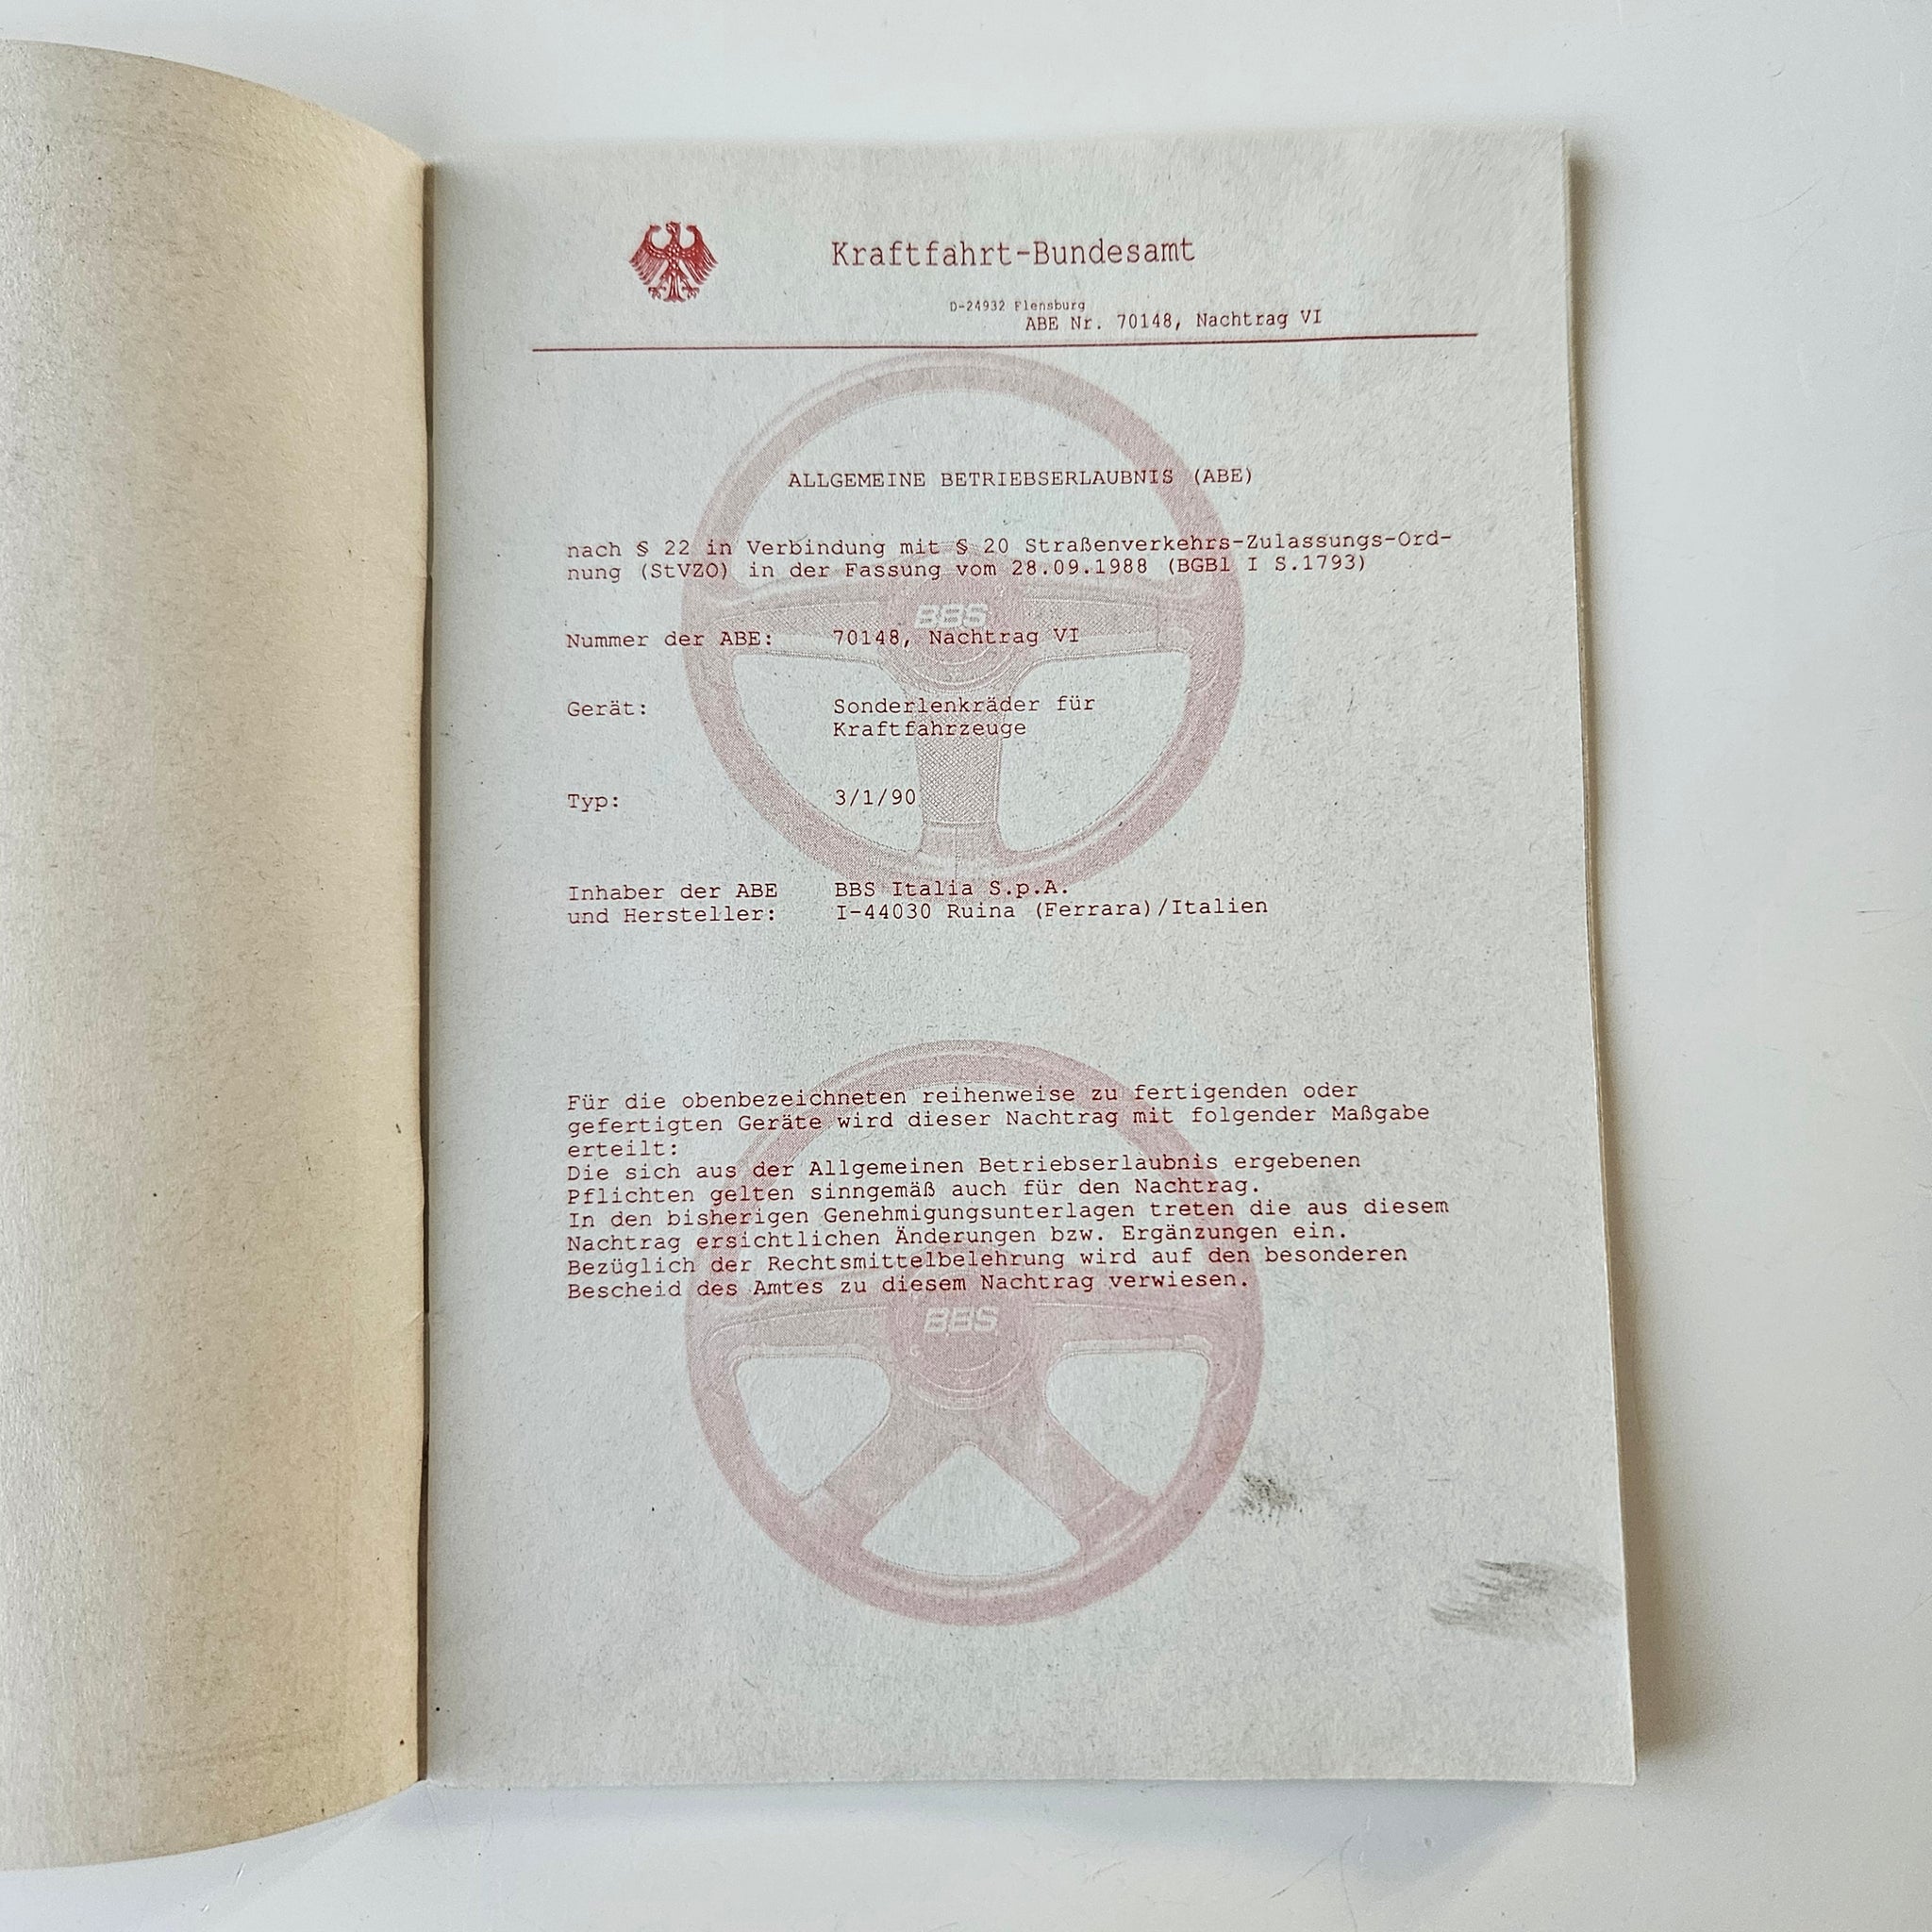 Kraftfahrt-Bundesamt
D-24932 Flensburg
ABE Nr. 70148, Nachtrag VI
ALLGEMEINE BETRIEBSERLAUBNIS (ABE)
nach § 22 in Verbindung mit § 20 Straßenverkehrs-Zulassungs-Ord-
nung (StVZO) in der Fassung vom 28.09.1988 (BGBl I S.1793)
BBS
Nummer der ABE: 70148, Nachtrag VI
Gerät: Sonderlenkräder für
Kraftfahrzeuge
Typ: 3/1/90
Inhaber der ABE BBS Italia S.p.A.
und Hersteller: I-44030 Ruina (Ferrara)/Italien
Für die obenbezeichneten reihenweise zu fertigenden oder
gefertigten Geräte wird dieser Nachtrag mit folgender Maßgabe
erteilt:
Die sich aus der Allgemeinen Betriebserlaubnis ergebenen
Pflichten gelten sinngemäß auch für den Nachtrag.
In den bisherigen Genehmigungsunterlagen treten die aus diesem
Nachtrag ersichtlichen Änderungen bzw. Ergänzungen ein.
Bezüglich der Rechtsmittelbelehrung wird auf den besonderen
Bescheid des Amtes zu diesem Nachtrag verwiesen.
BBS